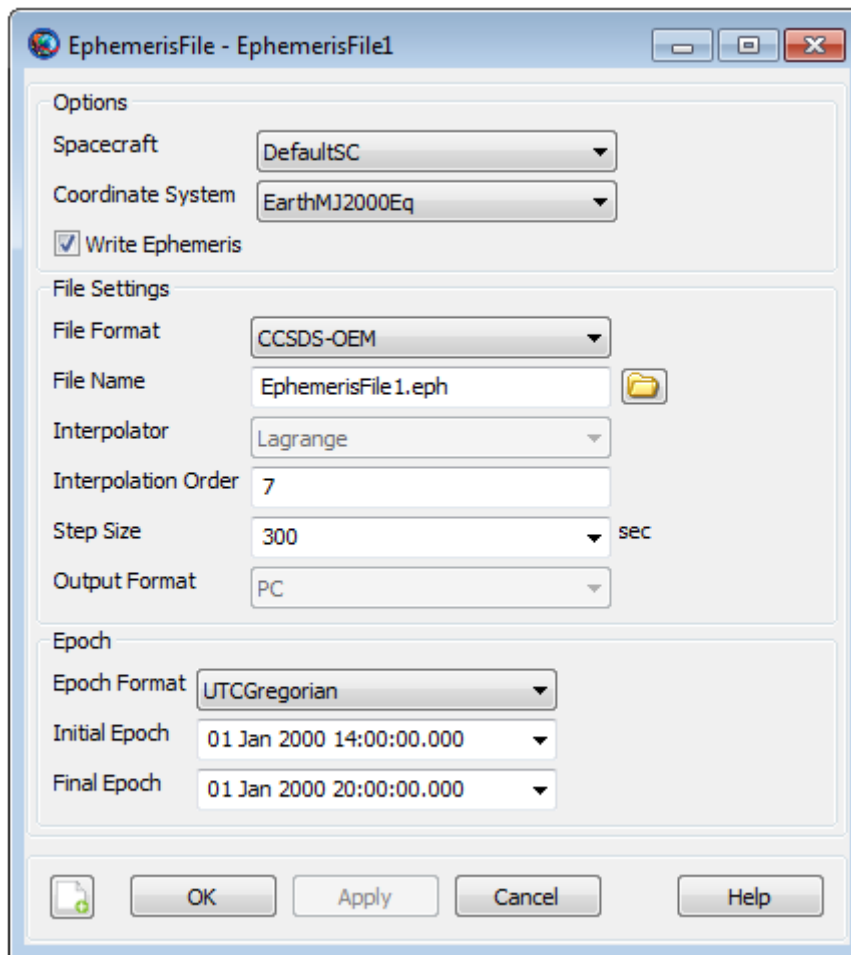 EphemerisFile - EphemerisFile1
Options
Spacecraft DefaultSC
Coordinate System EarthMJ2000Eq
Write Ephemeris
File Settings
File Format CCSDS-OEM
File Name EphemerisFile1.eph
Interpolator Lagrange
Interpolation Order 7
Step Size 300 sec
Output Format PC
Epoch
Epoch Format UTCGregorian
Initial Epoch 01 Jan 2000 14:00:00.000
Final Epoch 01 Jan 2000 20:00:00.000
OK Apply Cancel Help